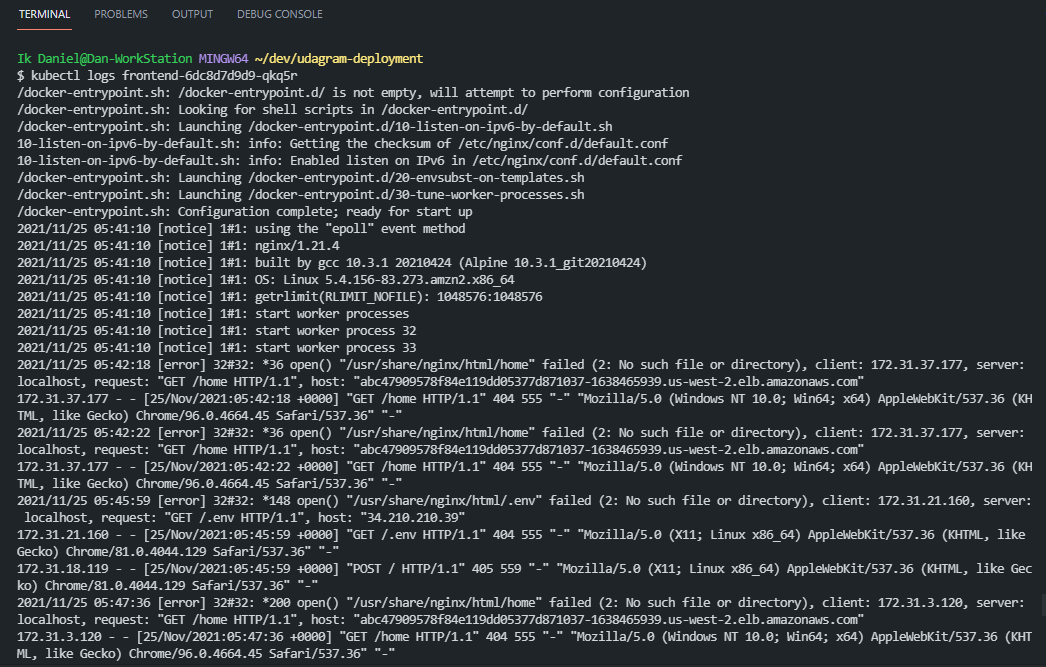 TERMINAL PROBLEMS OUTPUT DEBUG CONSOLE
Ik Daniel@Dan-WorkStation MINGW64 ~/dev/udagram-deployment
$ kubectl logs frontend-6dc8d7d9d9-qkq5r
/docker-entrypoint.sh: /docker-entrypoint.d/ is not empty, will attempt to perform configuration
/docker-entrypoint.sh: Looking for shell scripts in /docker-entrypoint.d/
/docker-entrypoint.sh: Launching /docker-entrypoint.d/10-listen-on-ipv6-by-default.sh
10-listen-on-ipv6-by-default.sh: info: Getting the checksum of /etc/nginx/conf.d/default.conf
10-listen-on-ipv6-by-default.sh: info: Enabled listen on IPv6 in /etc/nginx/conf.d/default.conf
/docker-entrypoint.sh: Launching /docker-entrypoint.d/20-envsubst-on-templates.sh
/docker-entrypoint.sh: Launching /docker-entrypoint.d/30-tune-worker-processes.sh
/docker-entrypoint.sh: Configuration complete; ready for start up
2021/11/25 05:41:10 [notice] 1#1: using the "epoll" event method
2021/11/25 05:41:10 [notice] 1#1: nginx/1.21.4
2021/11/25 05:41:10 [notice] 1#1: built by gcc 10.3.1 20210424 (Alpine 10.3.1_git20210424)
2021/11/25 05:41:10 [notice] 1#1: OS: Linux 5.4.156-83.273.amzn2.x86_64
2021/11/25 05:41:10 [notice] 1#1: getrlimit(RLIMIT_NOFILE): 1048576:1048576
2021/11/25 05:41:10 [notice] 1#1: start worker processes
2021/11/25 05:41:10 [notice] 1#1: start worker process 32
2021/11/25 05:41:10 [notice] 1#1: start worker process 33
2021/11/25 05:42:18 [error] 32#32: *36 open() "/usr/share/nginx/html/home" failed (2: No such file or directory), client: 172.31.37.177, server:
localhost, request: "GET /home HTTP/1.1", host: "abc47909578f84e119dd05377d871037-1638465939.us-west-2.elb.amazonaws.com"
172.31.37.177 - - [25/Nov/2021:05:42:18 +0000] "GET /home HTTP/1.1" 404 555 "-" "Mozilla/5.0 (Windows NT 10.0; Win64; x64) AppleWebKit/537.36 (KH
TML, like Gecko) Chrome/96.0.4664.45 Safari/537.36" "-"
2021/11/25 05:42:22 [error] 32#32: *36 open() "/usr/share/nginx/html/home" failed (2: No such file or directory), client: 172.31.37.177, server:
localhost, request: "GET /home HTTP/1.1", host: "abc47909578f84e119dd05377d871037-1638465939.us-west-2.elb.amazonaws.com"
172.31.37.177 - - [25/Nov/2021:05:42:22 +0000] "GET /home HTTP/1.1" 404 555 "-" "Mozilla/5.0 (Windows NT 10.0; Win64; x64) AppleWebKit/537.36 (KH
TML, like Gecko) Chrome/96.0.4664.45 Safari/537.36" "-"
2021/11/25 05:45:59 [error] 32#32: *148 open() "/usr/share/nginx/html/.env" failed (2: No such file or directory), client: 172.31.21.160, server:
localhost, request: "GET /.env HTTP/1.1", host: "34.210.210.39"
172.31.21.160 - - [25/Nov/2021:05:45:59 +0000] "GET /.env HTTP/1.1" 404 555 "-" "Mozilla/5.0 (X11; Linux x86_64) AppleWebKit/537.36 (KHTML, like
Gecko) Chrome/81.0.4044.129 Safari/537.36" "-"
172.31.18.119 - - [25/Nov/2021:05:45:59 +0000] "POST / HTTP/1.1" 405 559 "-" "Mozilla/5.0 (X11; Linux x86_64) AppleWebKit/537.36 (KHTML, like Gec
ko) Chrome/81.0.4044.129 Safari/537.36" "-"
2021/11/25 05:47:36 [error] 32#32: *200 open() "/usr/share/nginx/html/home" failed (2: No such file or directory), client: 172.31.3.120, server:
localhost, request: "GET /home HTTP/1.1", host: "abc47909578f84e119dd05377d871037-1638465939.us-west-2.elb.amazonaws.com"
172.31.3.120 - - [25/Nov/2021:05:47:36 +0000] "GET /home HTTP/1.1" 404 555 "-" "Mozilla/5.0 (Windows NT 10.0; Win64; x64) AppleWebKit/537.36 (KHT
ML, like Gecko) Chrome/96.0.4664.45 Safari/537.36" "-"